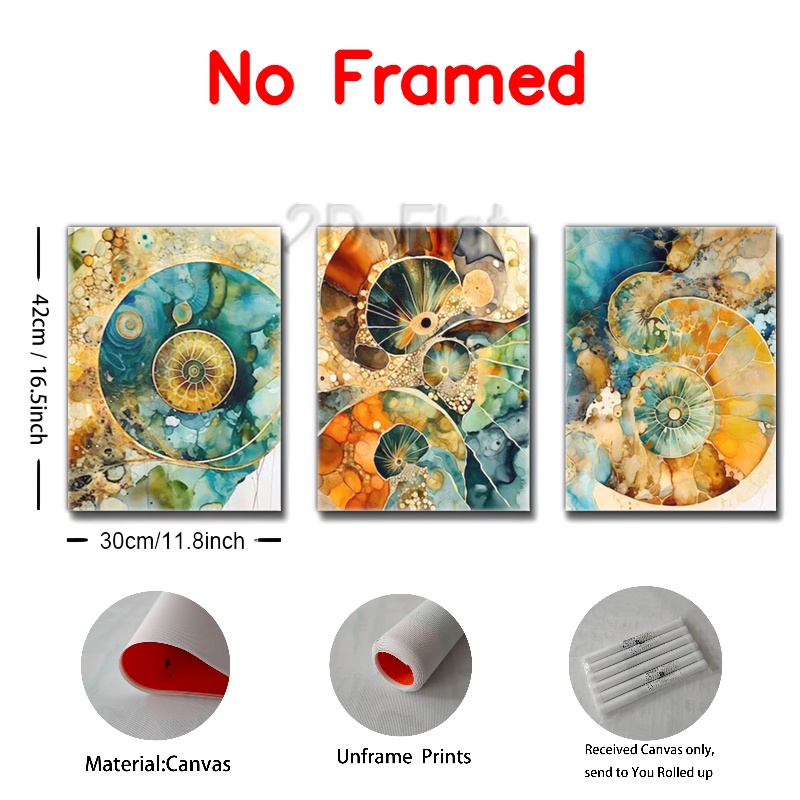 No Framed
2D Flat
42cm / 16.5inch
30cm/11.8inch
Material:Canvas
Unframe Prints
Received Canvas only,
send to You Rolled up